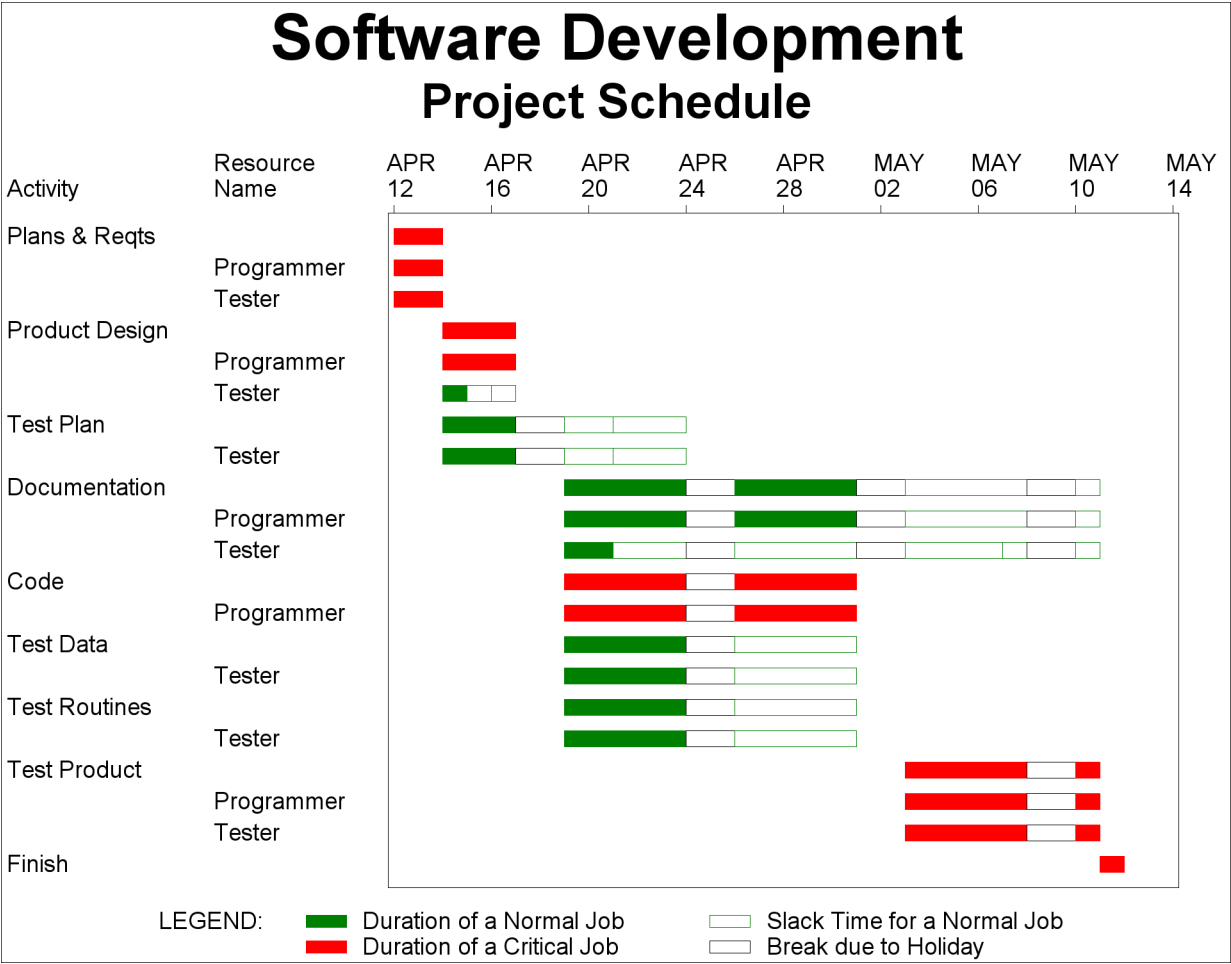 Software Development
Project Schedule
Resource APR APR APR APR APR MAY MAY MAY MAY
Activity Name 12 16 20 24 28 02 06 10 14
Plans & Reqts
Programmer
Tester
Product Design
Programmer
Tester
Test Plan
Tester
Documentation
Programmer
Tester
Code
Programmer
Test Data
Tester
Test Routines
Tester
Test Product
Programmer
Tester
Finish
LEGEND: Duration of a Normal Job Slack Time for a Normal Job
Duration of a Critical Job Break due to Holiday